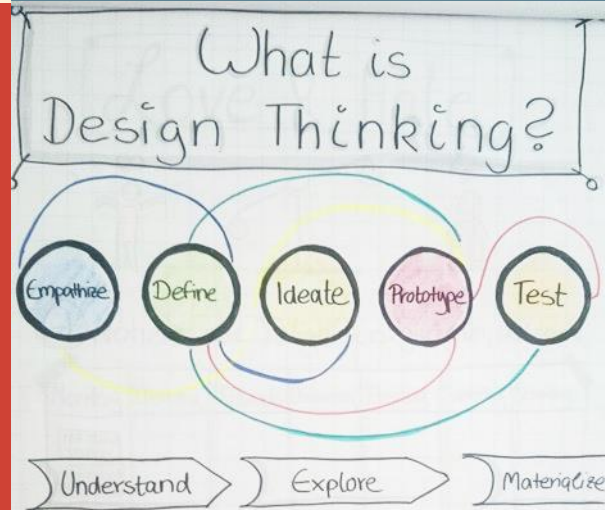 What is
Design Thinking?
Empathize Define Ideate Prototype Test
Understand Explore Materialize